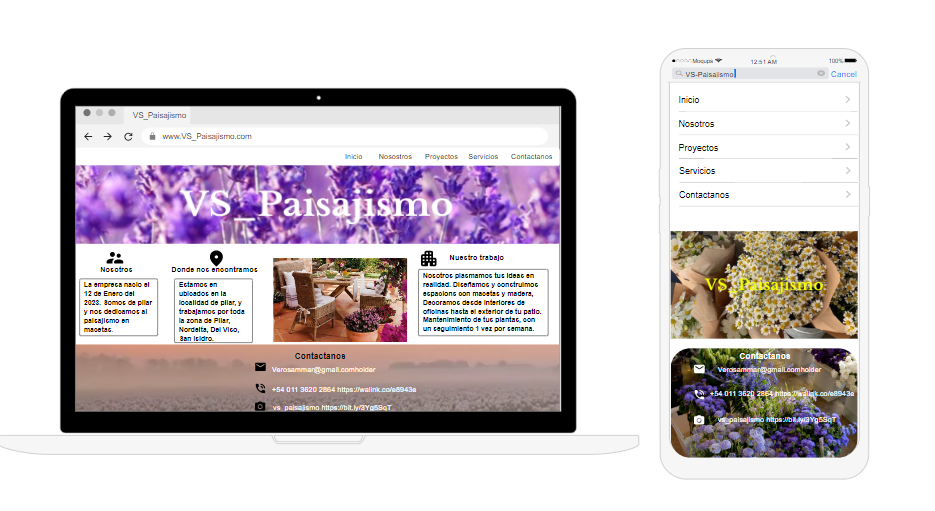 VS_Paisajismo
www.VS_Paisajismo.com
Inicio Nosostros Proyectos Servicios Contactanos
VS_Paisajismo
Nosotros
La empresa nacio el
12 de Enero del
2023, Somos de pilar
y nos dedicamos al
paisajismo en
macetas.
Donde nos encontramos
Estamos en
ubicados en la
localidad de pilar, y
trabajamos por toda
la zona de Pilar,
Nordelta, Del Viso,
San Isidro.
Nuestro trabajo
Nosotros plasmamos tus ideas en
realidad. Diseñamos y construimos
espacions con macetas y madera,
Decoramos desde interiores de
oficinas hasta el exterior de tu patio.
Mantenimiento de tus plantas, con
un seguimiento 1 vez por semana.
Contactanos
Verosammar@gmail.comholder
+54 011 3620 2864 https://walink.co/e8943e
vs_paisajismo https://bit.ly/3Yg5SqT
Moqups 12:51 AM 100%
VS-Paisajismo Cancel
Inicio
Nosotros
Proyectos
Servicios
Contactanos
VS_Paisajismo
Contactanos
Verosammar@gmail.comholder
+54 011 3620 2864 https://walink.co/e8943e
vs_paisajismo https://bit.ly/3Yg5SqT